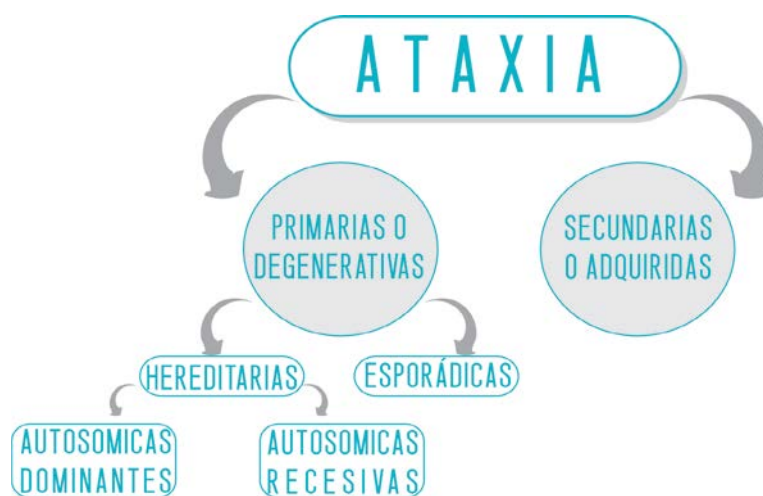 ATAXIA
PRIMARIAS O
DEGENERATIVAS
SECUNDARIAS
O ADQUIRIDAS
HEREDITARIAS
ESPORÁDICAS
AUTOSOMICAS
DOMINANTES
AUTOSOMICAS
RECESIVAS